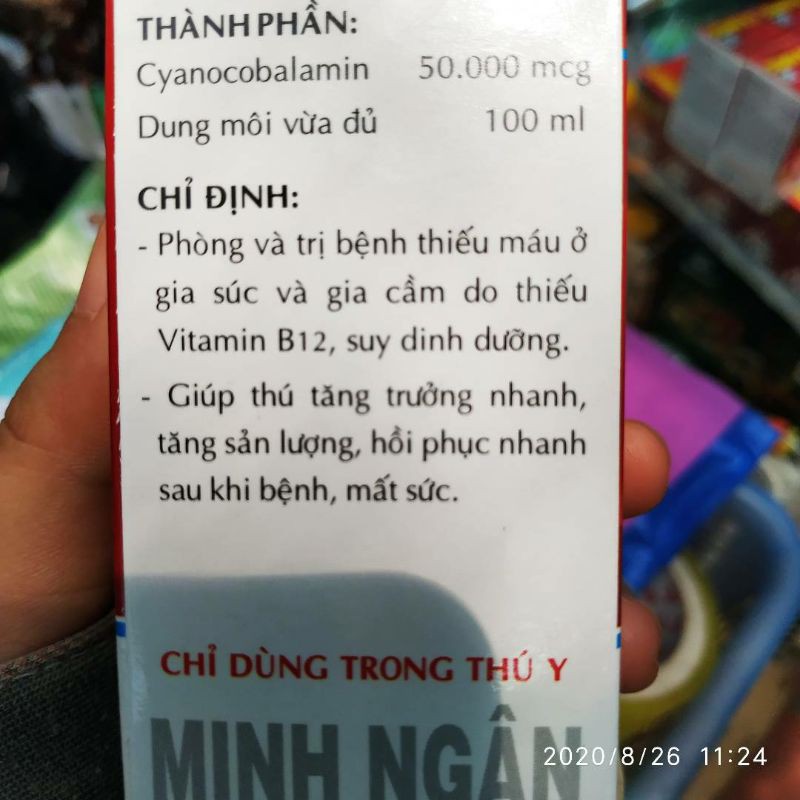 THÀNH PHẦN:
Cyanocobalamin 50.000 mcg
Dung môi vừa đủ 100 ml
CHỈ ĐỊNH:
- Phòng và trị bệnh thiếu máu ở
gia súc và gia cầm do thiếu
Vitamin B12, suy dinh dưỡng.
- Giúp thú tăng trưởng nhanh,
tăng sản lượng, hồi phục nhanh
sau khi bệnh, mất sức.
CHỈ DÙNG TRONG THÚ Y
MINH NGÂN
2020/8/26 11:24